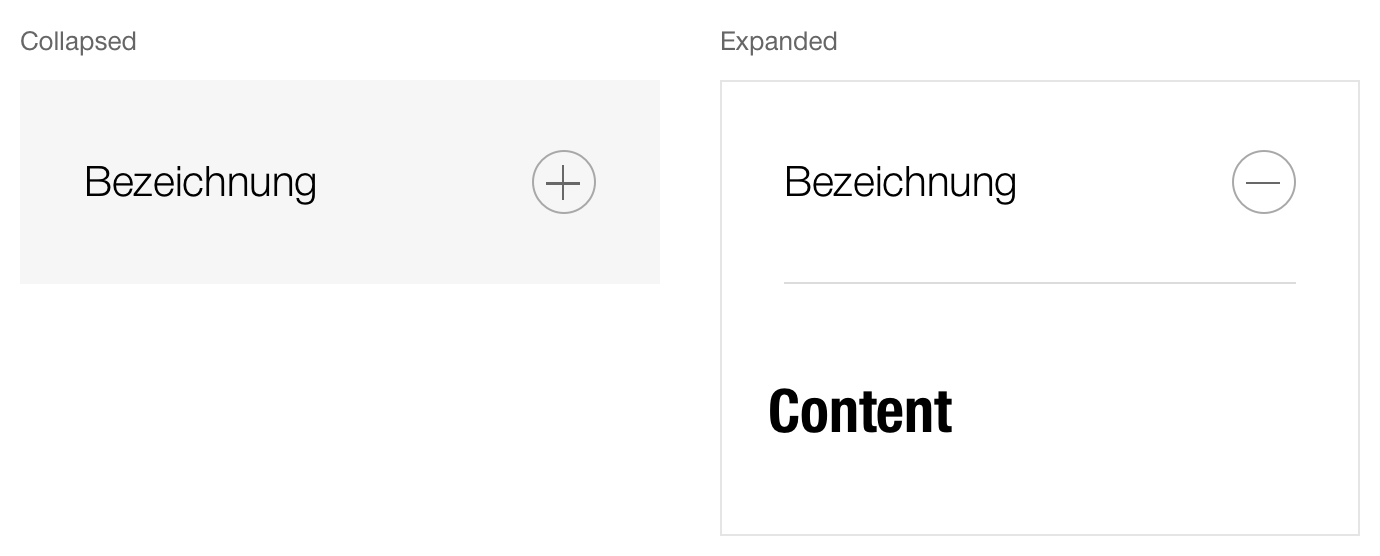 Collapsed
Bezeichnung
Expanded
Bezeichnung
Content